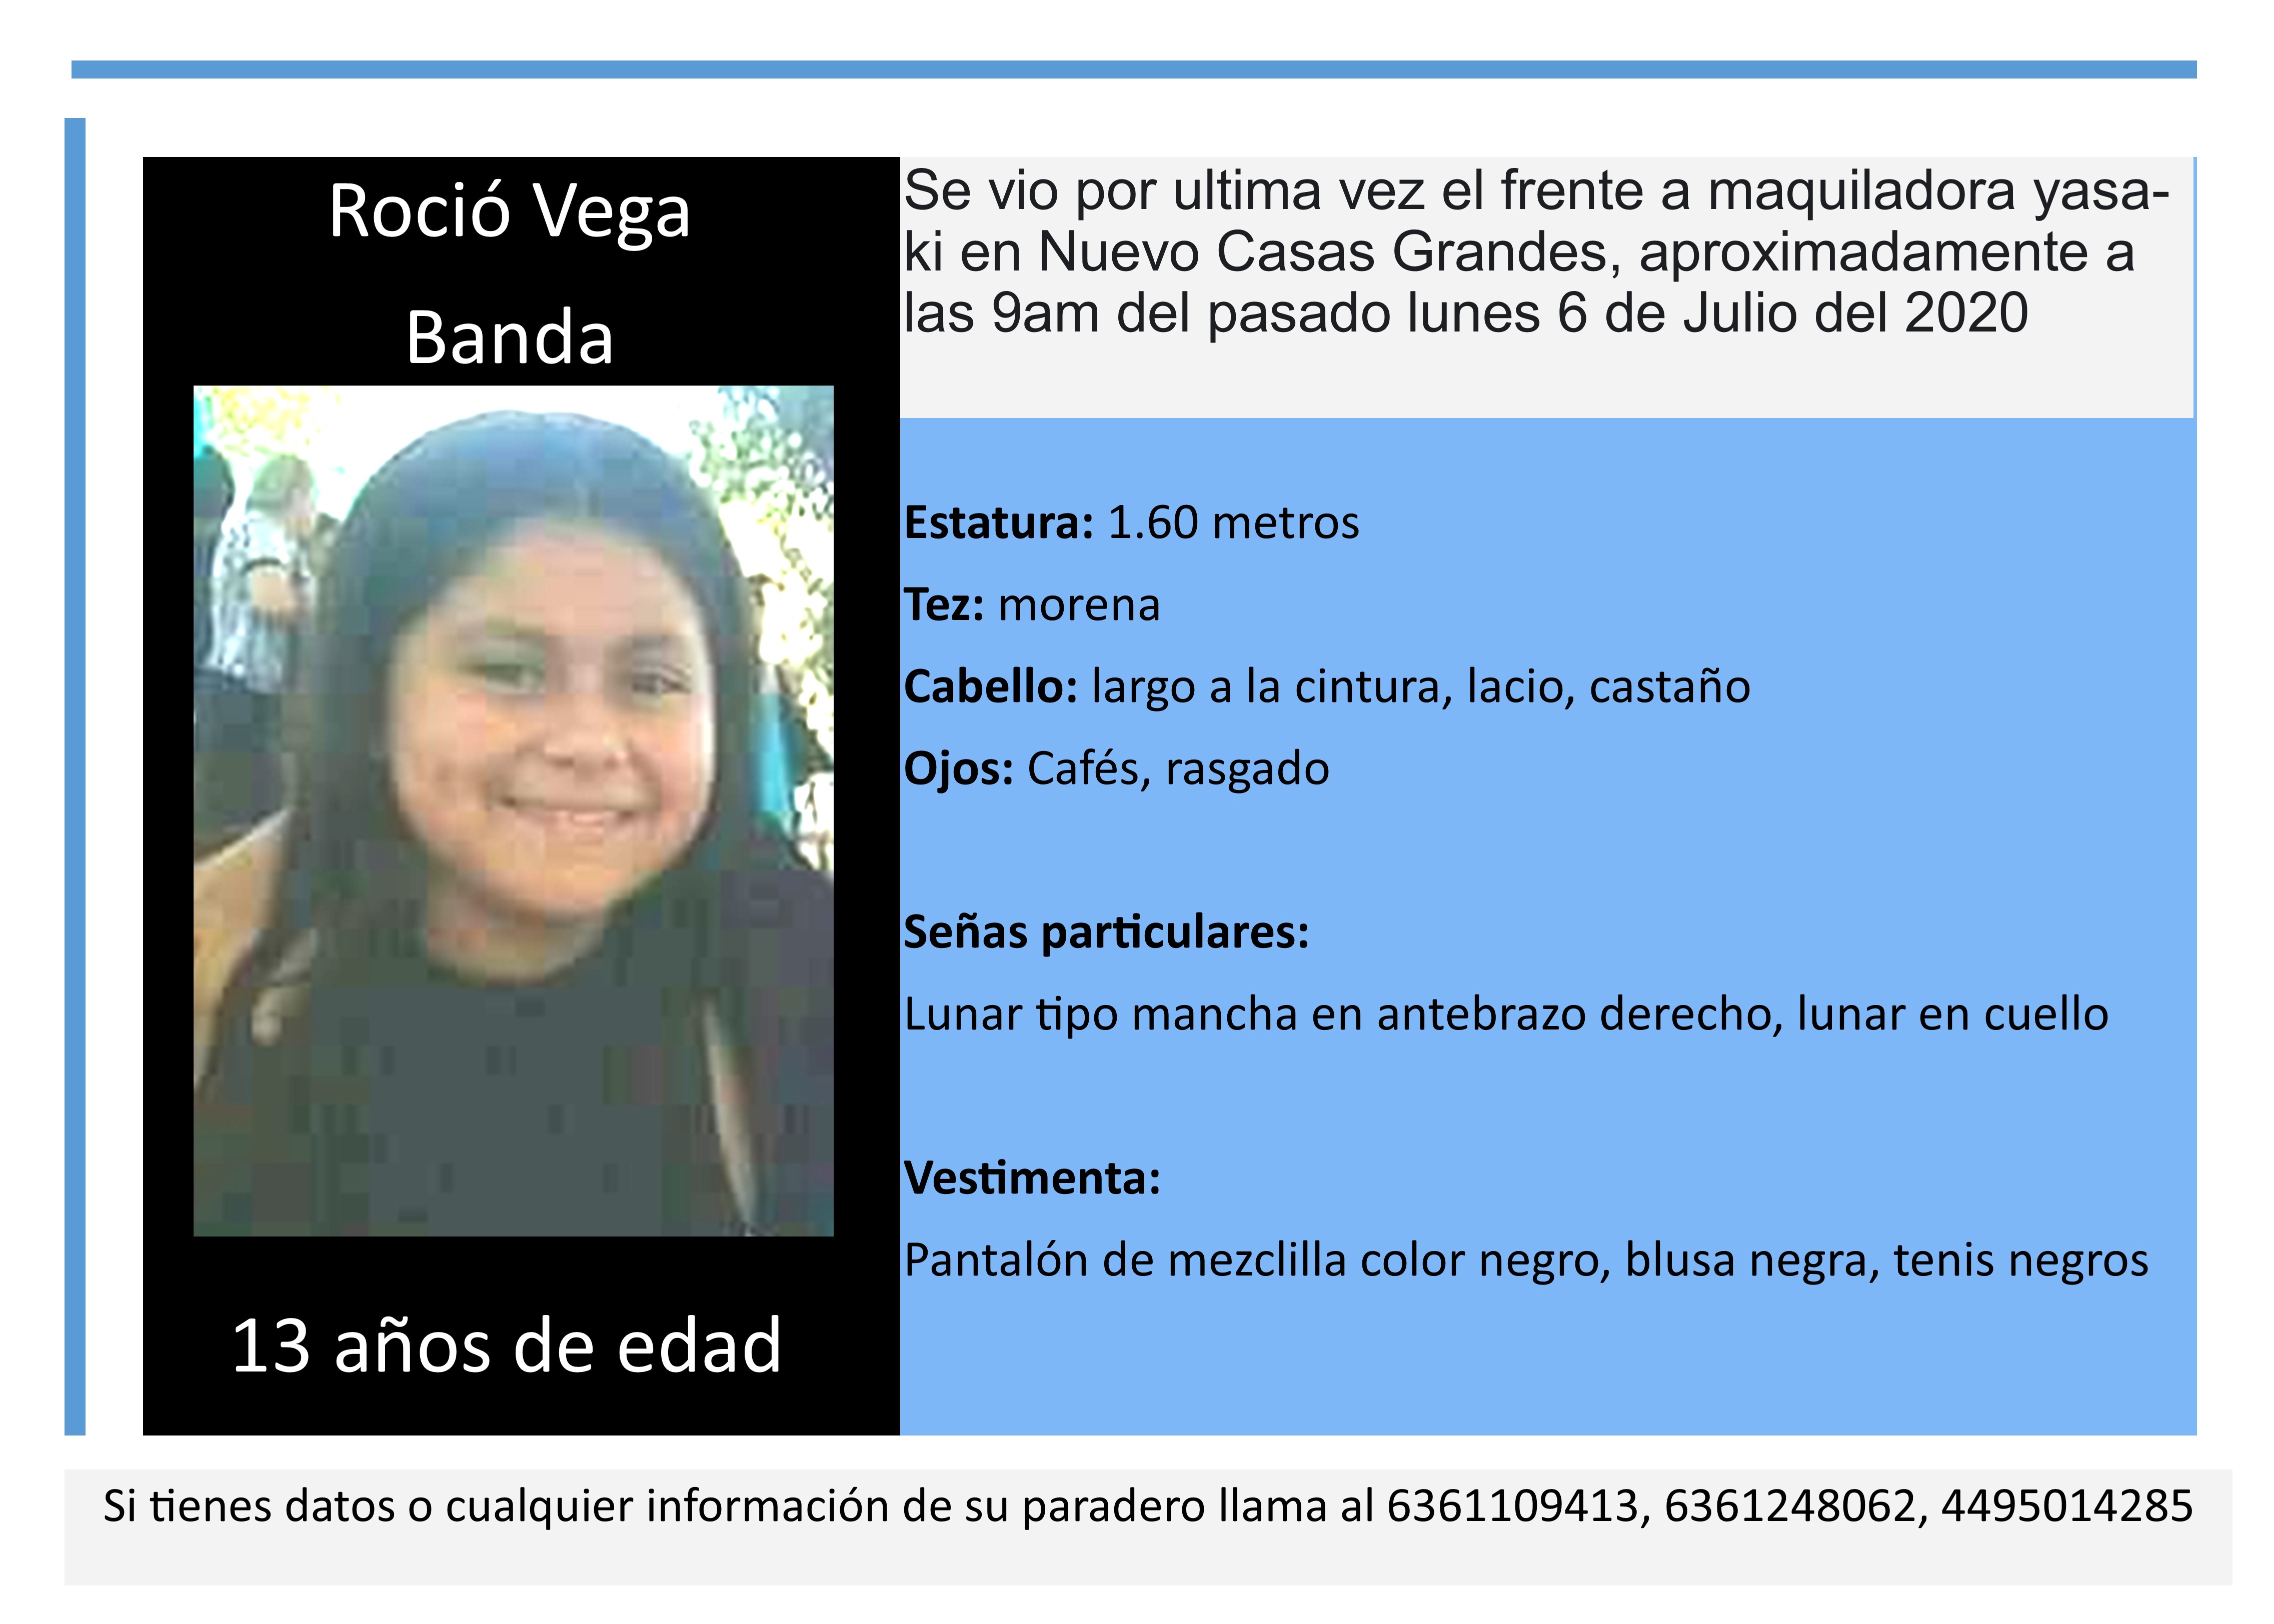 Roció Vega
Banda
13 años de edad
Se vio por ultima vez el frente a maquiladora yasa-
ki en Nuevo Casas Grandes, aproximadamente a
las 9am del pasado lunes 6 de Julio del 2020
Estatura: 1.60 metros
Tez: morena
Cabello: largo a la cintura, lacio, castaño
Ojos: Cafés, rasgado
Señas particulares:
Lunar tipo mancha en antebrazo derecho, lunar en cuello
Vestimenta:
Pantalón de mezclilla color negro, blusa negra, tenis negros
Si tienes datos o cualquier información de su paradero llama al 6361109413, 6361248062, 4495014285